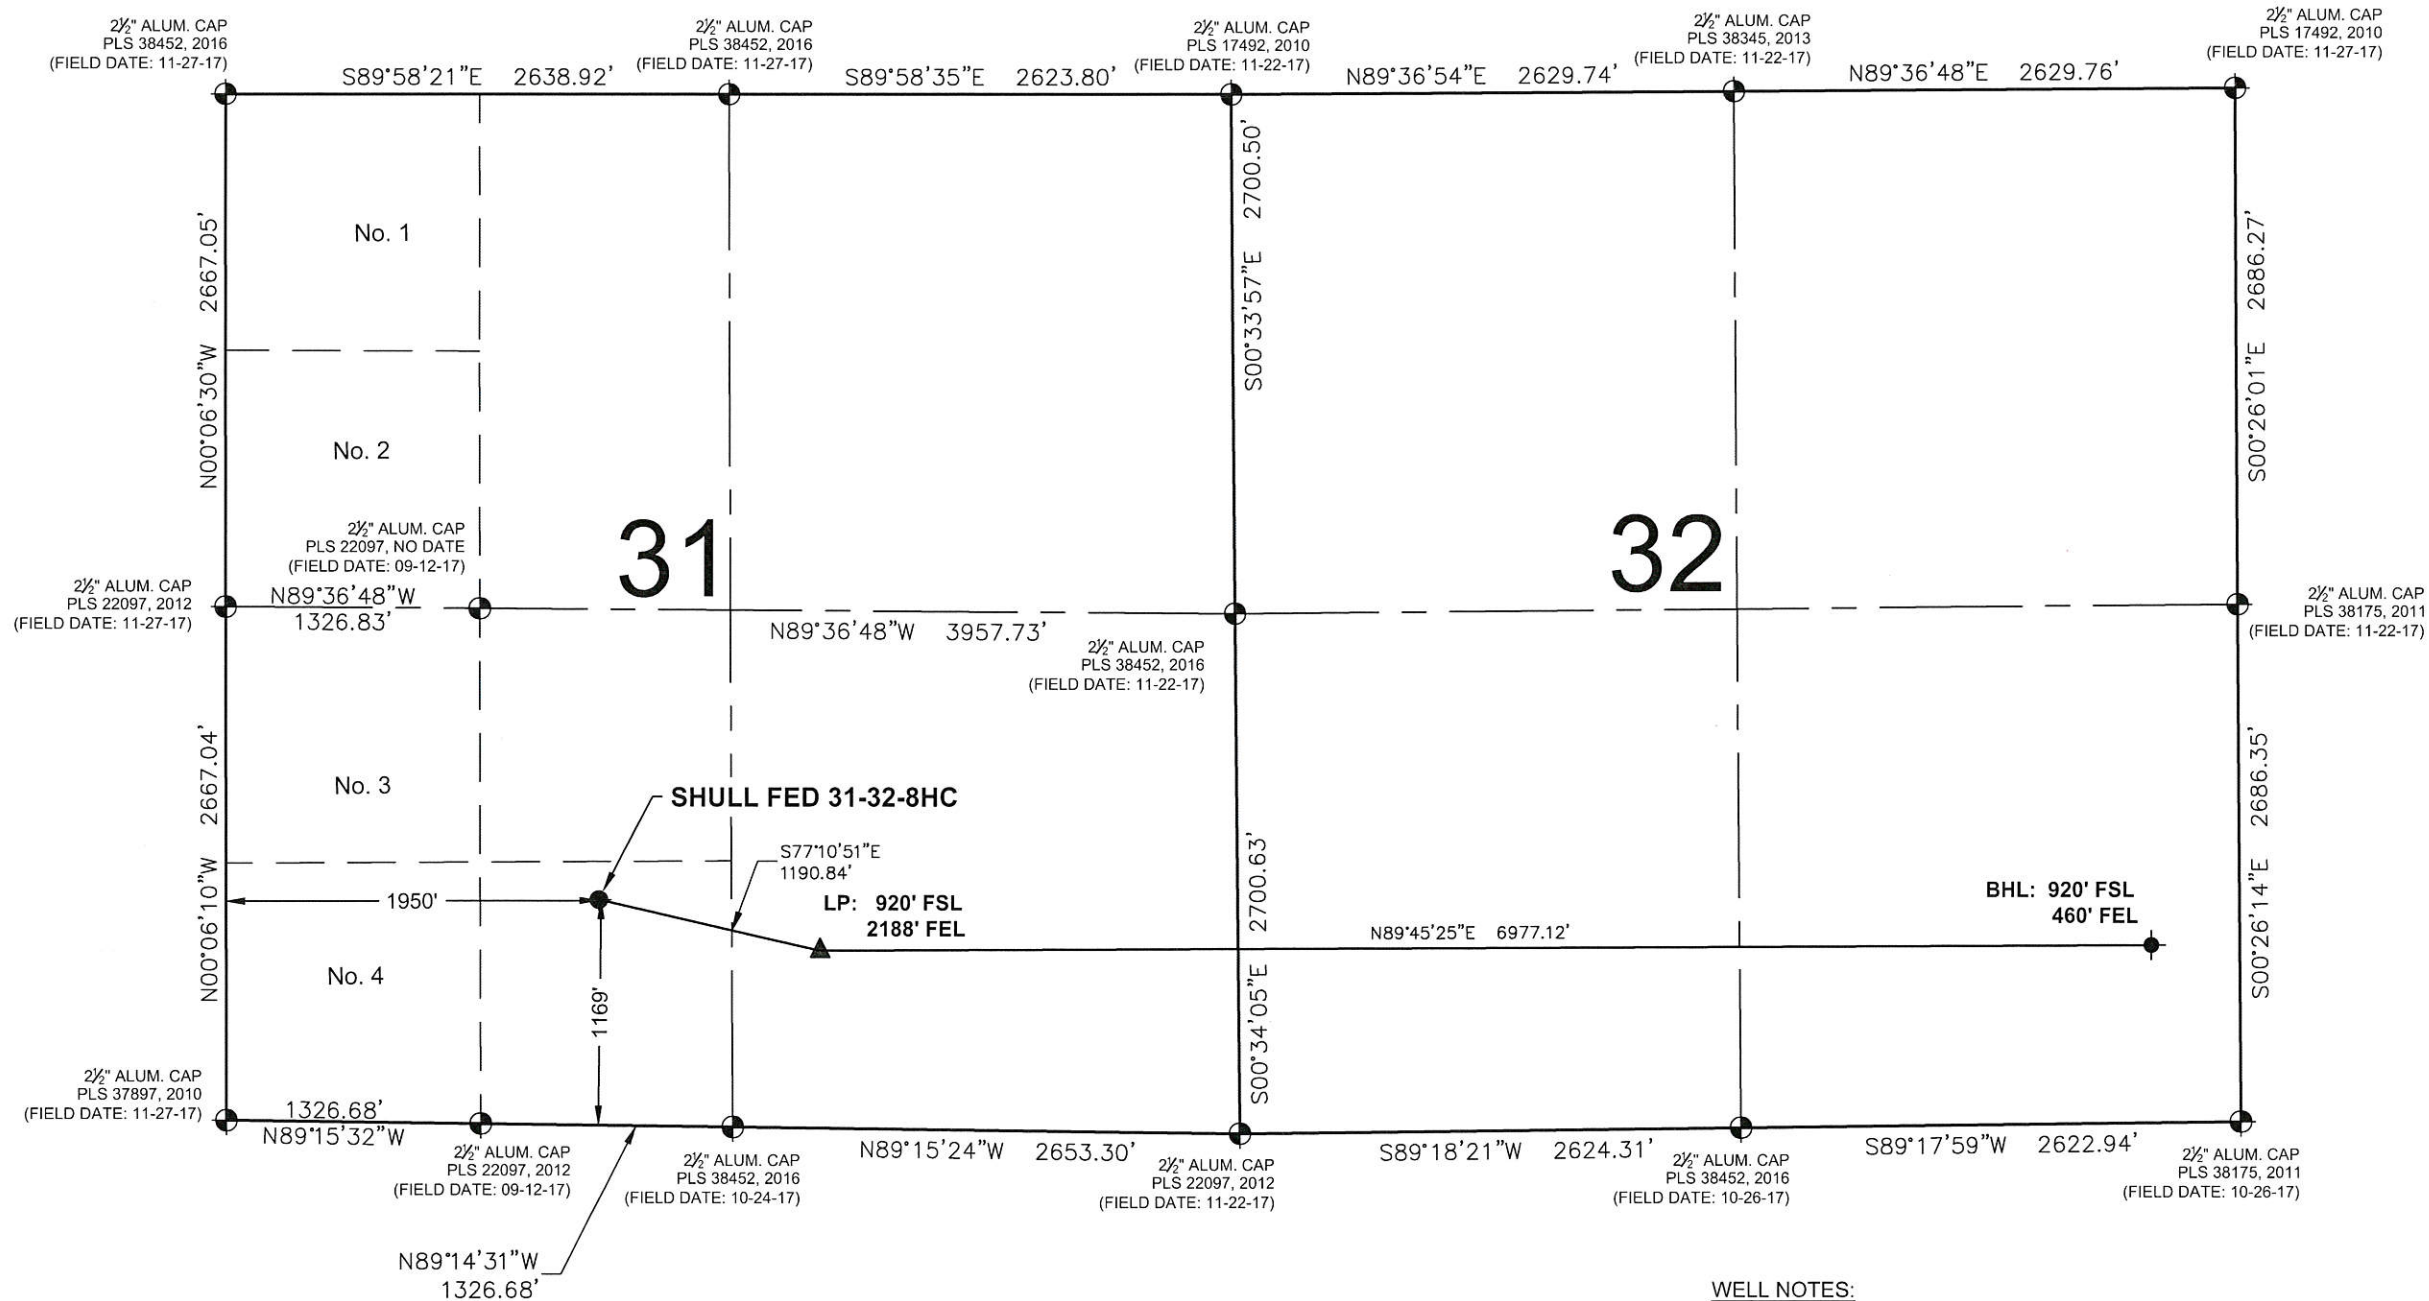 2½" ALUM. CAP
PLS 38452, 2016
(FIELD DATE: 11-27-17)
2½" ALUM. CAP
PLS 38452, 2016
(FIELD DATE: 11-27-17)
2½" ALUM. CAP
PLS 17492, 2010
(FIELD DATE: 11-22-17)
2½" ALUM. CAP
PLS 38345, 2013
(FIELD DATE: 11-22-17)
2½" ALUM. CAP
PLS 17492, 2010
(FIELD DATE: 11-27-17)
S89°58'21"E 2638.92'
S89°58'35"E 2623.80'
N89°36'54"E 2629.74'
N89°36'48"E 2629.76'
N00°06'30"W 2667.05'
No. 1
No. 2
S00°33'57"E 2700.50'
S00°26'01"E 2686.27'
31
32
2½" ALUM. CAP
PLS 22097, NO DATE
(FIELD DATE: 09-12-17)
2½" ALUM. CAP
PLS 22097, 2012
(FIELD DATE: 11-27-17)
N89°36'48"W
1326.83'
N89°36'48"W 3957.73'
2½" ALUM. CAP
PLS 38452, 2016
(FIELD DATE: 11-22-17)
2½" ALUM. CAP
PLS 38175, 2011
(FIELD DATE: 11-22-17)
N00°06'10"W 2667.04'
No. 3
SHULL FED 31-32-8HC
S77°10'51"E
1190.84'
1950'
LP: 920' FSL
2188' FEL
S00°34'05"E 2700.63'
N89°45'25"E 6977.12'
BHL: 920' FSL
460' FEL
S00°26'14"E 2686.35'
No. 4
1169'
2½" ALUM. CAP
PLS 37897, 2010
(FIELD DATE: 11-27-17)
1326.68'
N89°15'32"W
2½" ALUM. CAP
PLS 22097, 2012
(FIELD DATE: 09-12-17)
2½" ALUM. CAP
PLS 38452, 2016
(FIELD DATE: 10-24-17)
N89°15'24"W 2653.30'
2½" ALUM. CAP
PLS 22097, 2012
(FIELD DATE: 11-22-17)
S89°18'21"W 2624.31'
2½" ALUM. CAP
PLS 38452, 2016
(FIELD DATE: 10-26-17)
S89°17'59"W 2622.94'
2½" ALUM. CAP
PLS 38175, 2011
(FIELD DATE: 10-26-17)
N89°14'31"W
1326.68'
WELL NOTES: